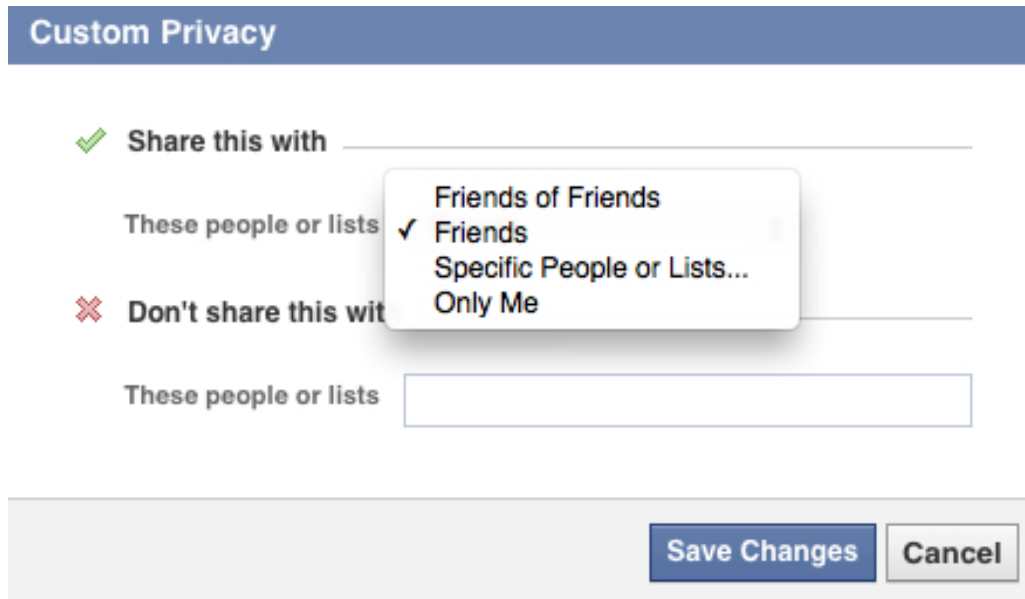 Custom Privacy
Share this with
Friends of Friends
These people or lists
Friends
Specific People or Lists...
Only Me
Don't share this wit
These people or lists
Save Changes
Cancel